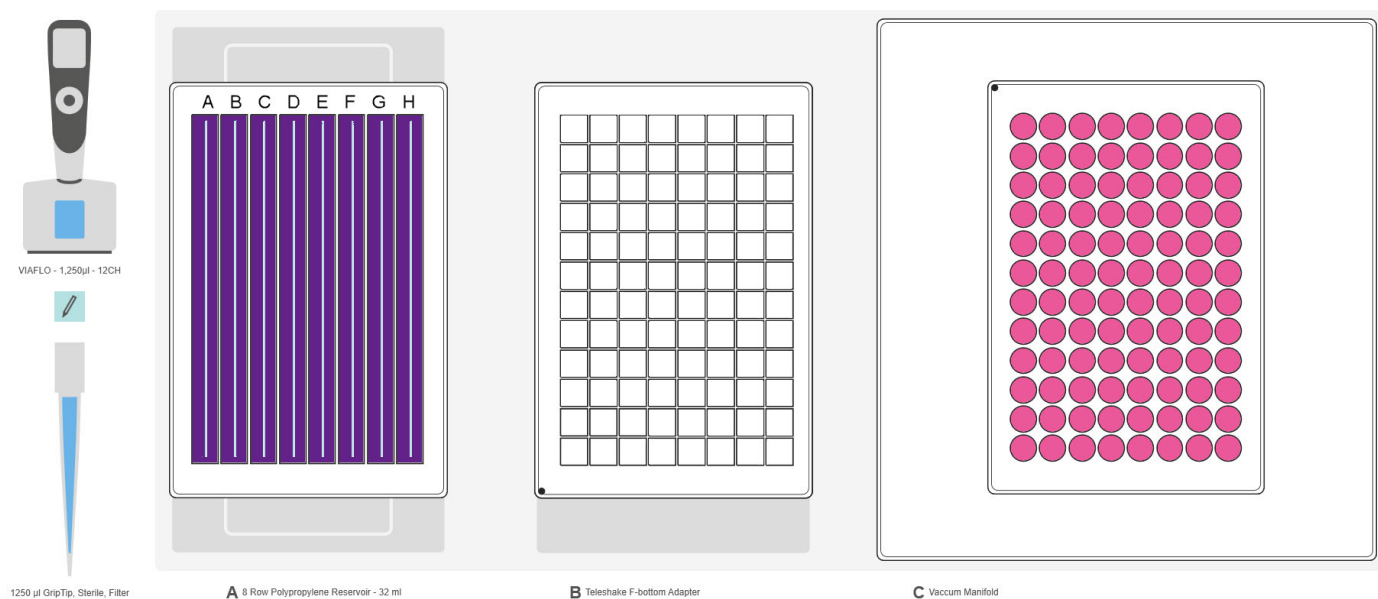 A B C D E F G H
VIAFLO - 1,250µl - 12CH
1250 µl GripTip, Sterile, Filter
A 8 Row Polypropylene Reservoir - 32 ml
B Teleshake F-bottom Adapter
C Vaccum Manifold